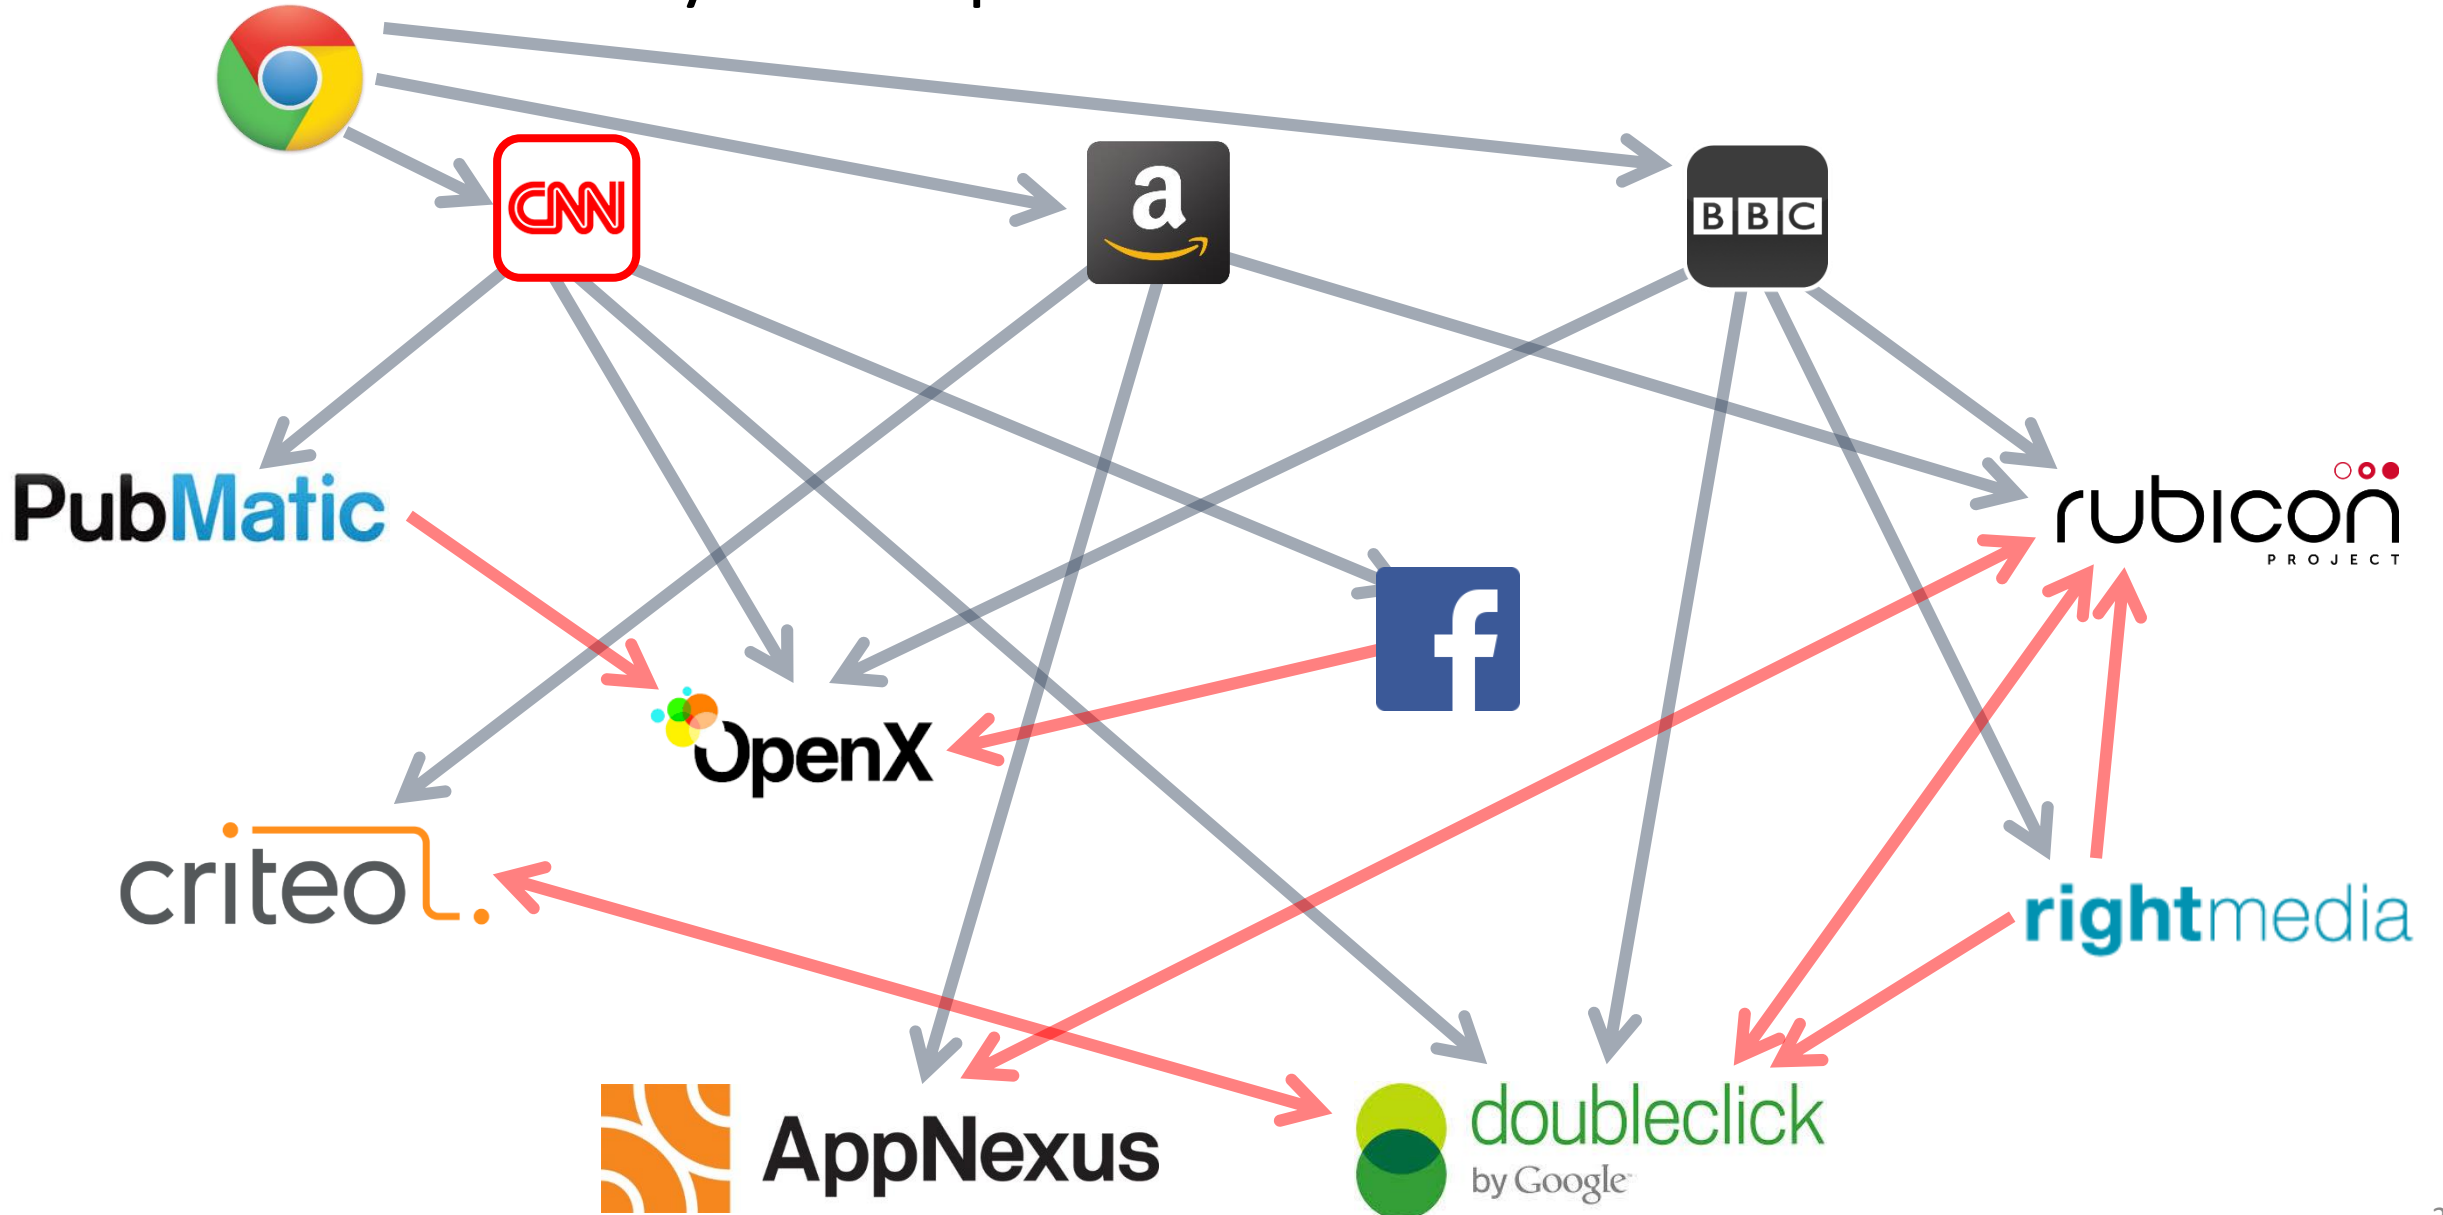 CNN
a
BBC
PubMatic
rubicon
PROJECT
f
OpenX
criteo
rightmedia
AppNexus
doubleclick
by Google